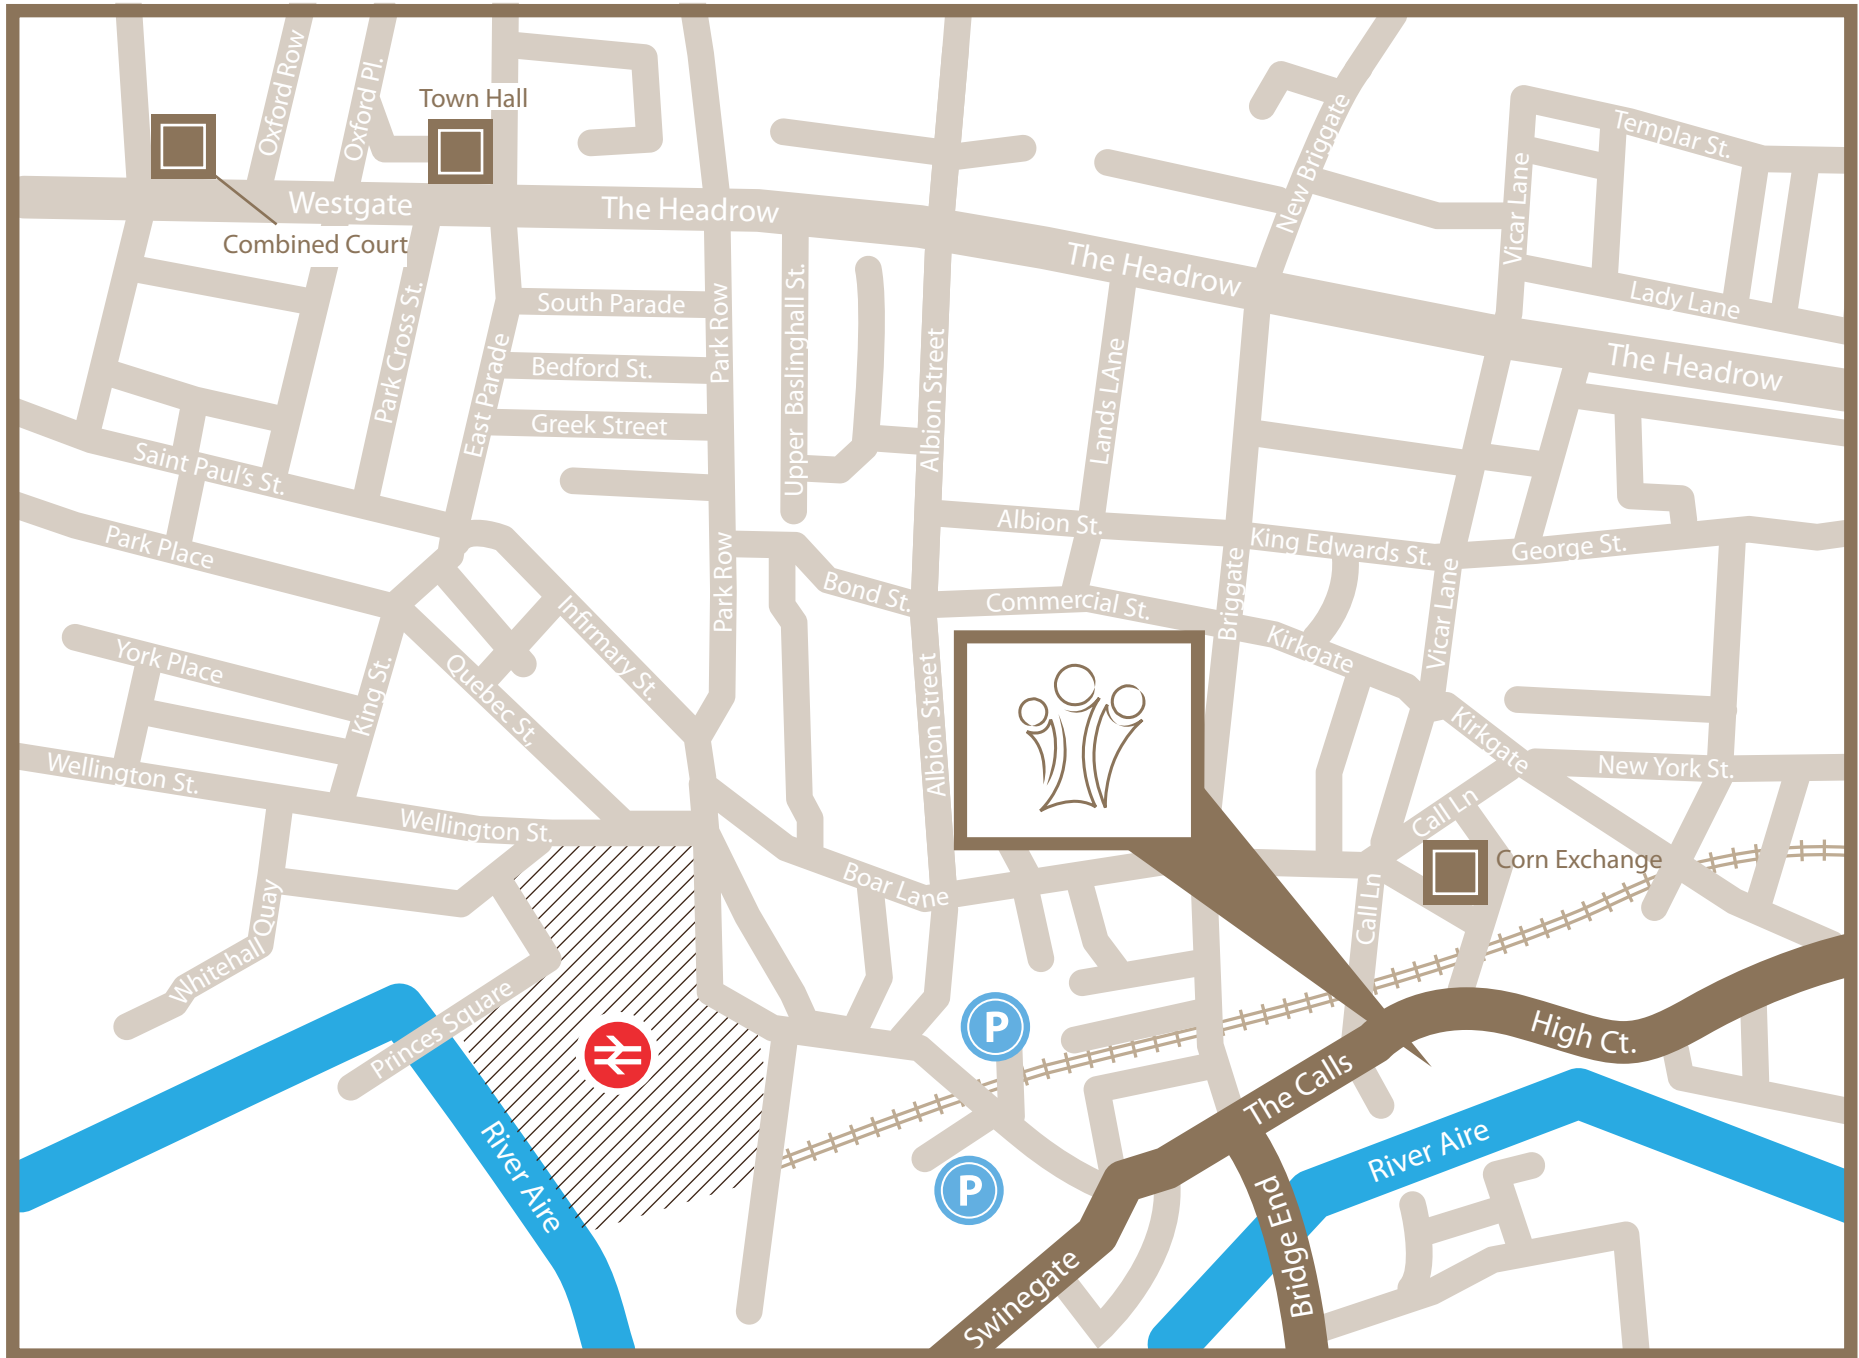 Oxford Row
Oxford Pl.
Town Hall
Westgate
Combined Court
The Headrow
The Headrow
The Headrow
New Briggate
Vicar Lane
Templar St.
Lady Lane
South Parade
Bedford St.
Greek Street
Park Cross St.
East Parade
Park Row
Upper Baslinghall St.
Albion Street
Lands LAne
Saint Paul's St.
Park Place
York Place
King St.
Quebec St,
Infirmary St.
Park Row
Bond St.
Albion St.
King Edwards St.
George St.
Commercial St.
Briggate
Kirkgate
Vicar Lane
Kirkgate
New York St.
Albion Street
Wellington St.
Wellington St.
Call Ln
Corn Exchange
Boar Lane
Call Ln
Whitehall Quay
Princes Square
River Aire
P
P
The Calls
High Ct.
River Aire
Bridge End
Swinegate